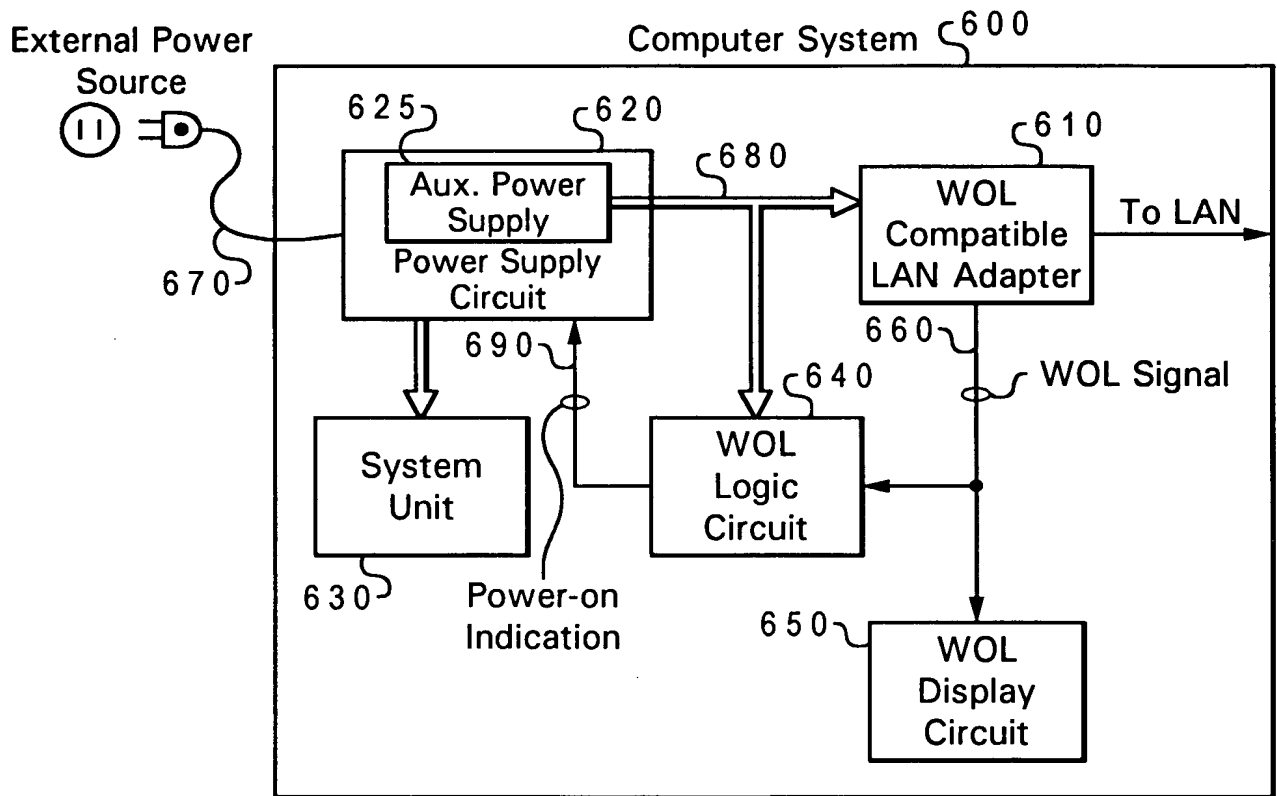 External Power
Source
Computer System
600
625
620
680
610
Aux. Power
Supply
Power Supply
Circuit
WOL
Compatible
LAN Adapter
To LAN
670
690
660
WOL Signal
640
System
Unit
WOL
Logic
Circuit
630
Power-on
Indication
650
WOL
Display
Circuit